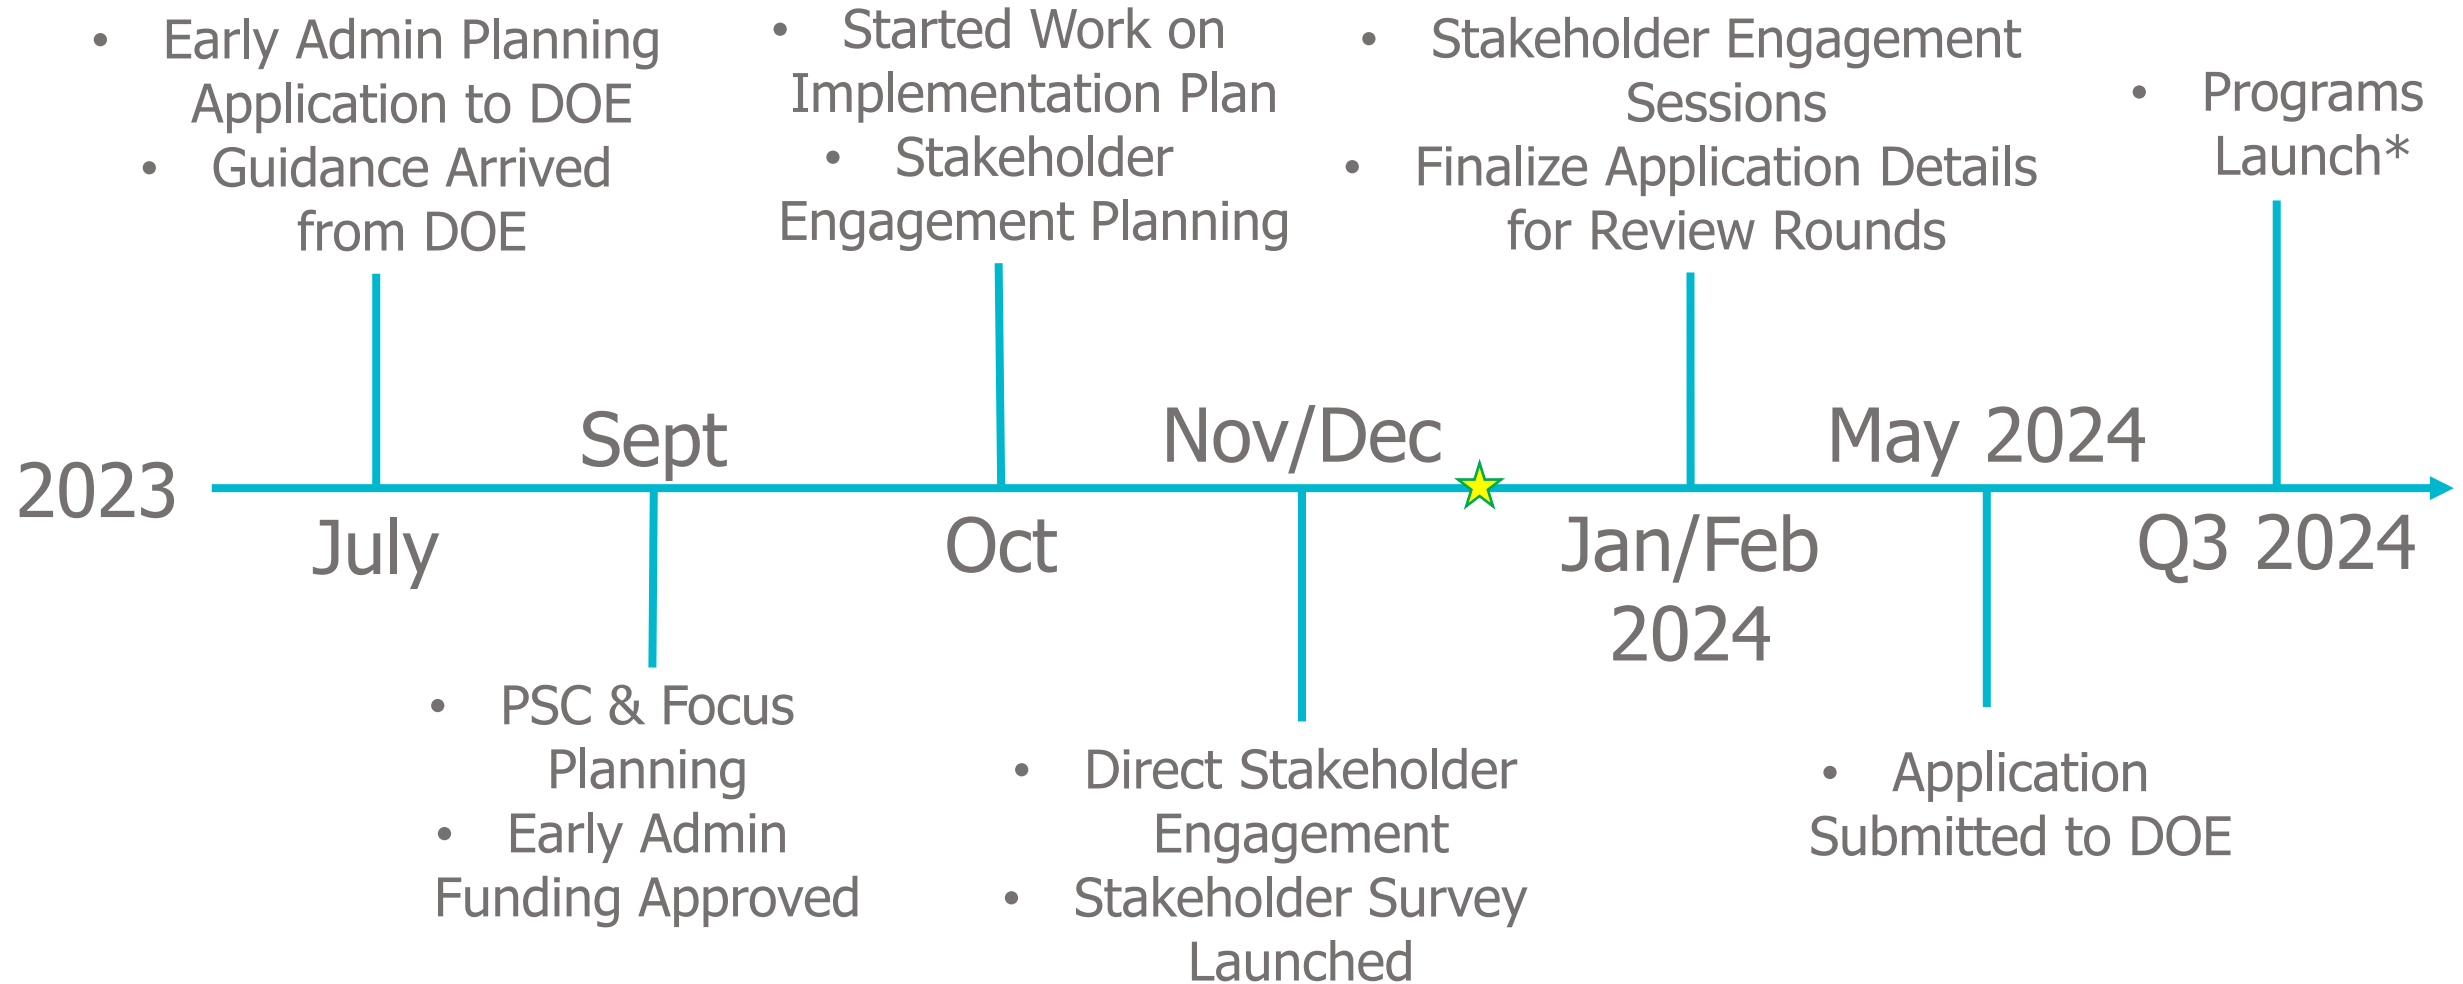 • Early Admin Planning
Application to DOE
• Guidance Arrived
from DOE
• Started Work on
Implementation Plan
• Stakeholder
Engagement Planning
• Stakeholder Engagement
Sessions
• Finalize Application Details
for Review Rounds
• Programs
Launch*
2023
July
Sept
Oct
Nov/Dec
Jan/Feb
2024
May 2024
Q3 2024
• PSC & Focus
Planning
• Early Admin
Funding Approved
• Direct Stakeholder
Engagement
• Stakeholder Survey
Launched
• Application
Submitted to DOE